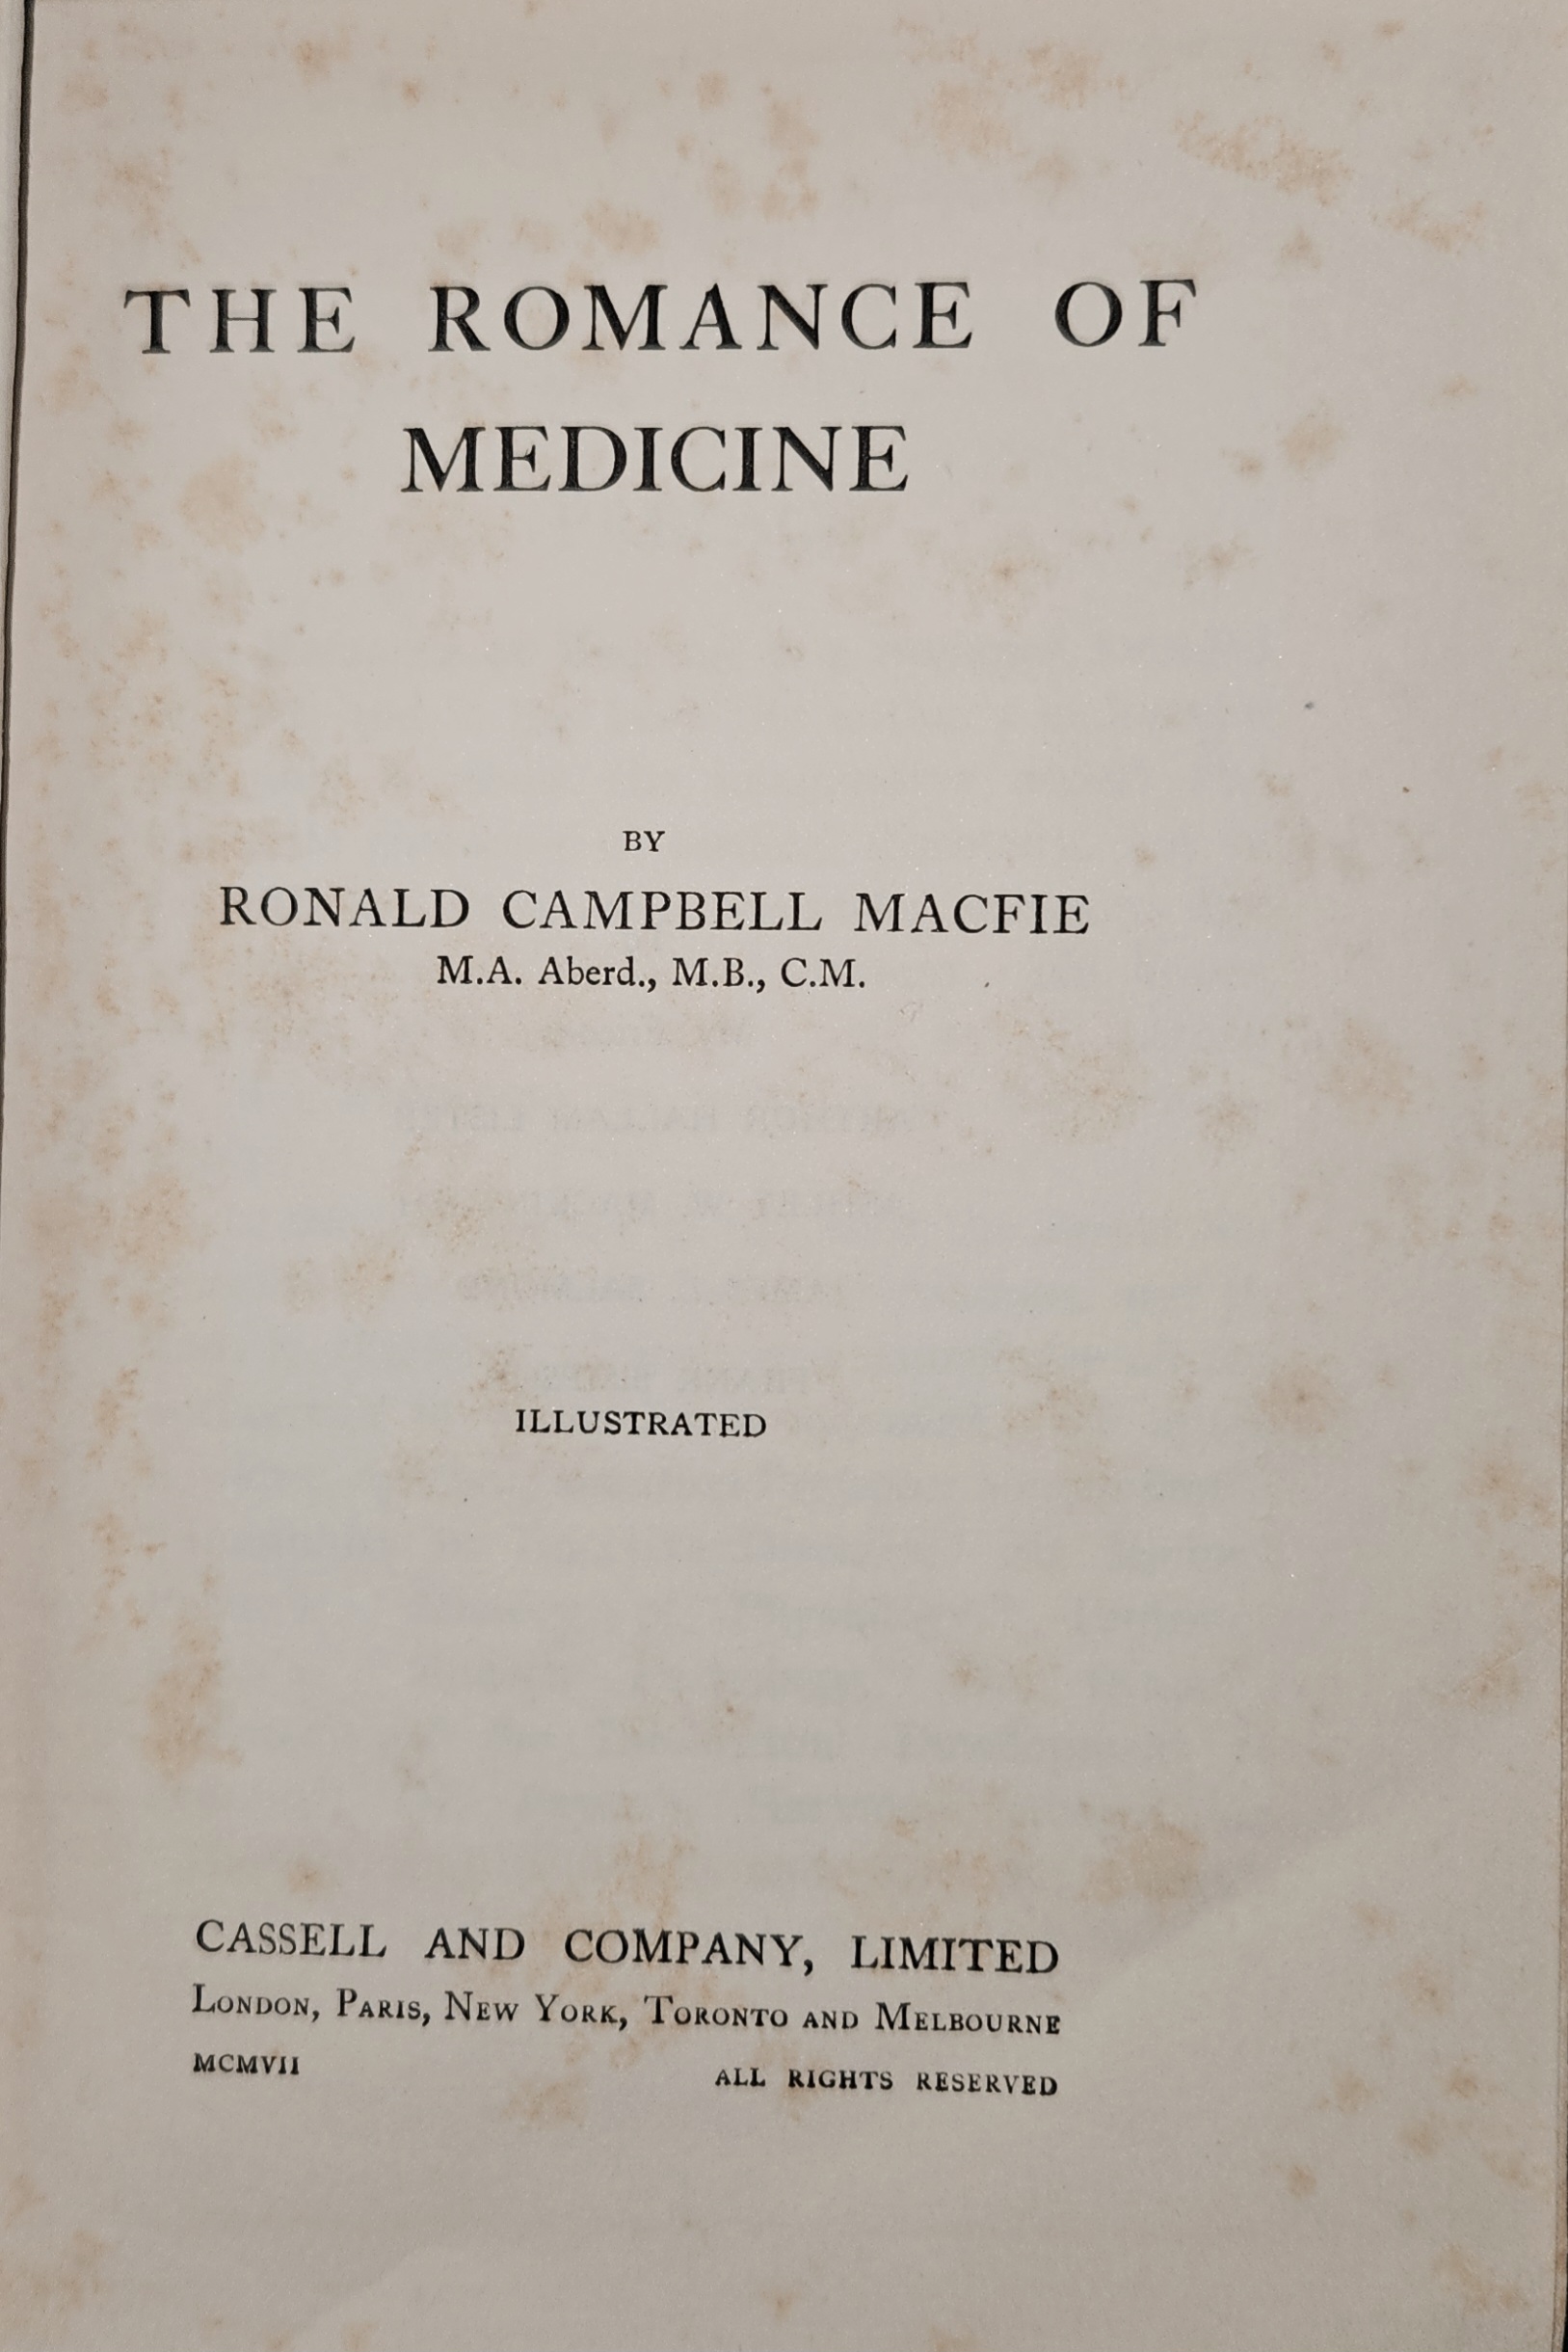 THE ROMANCE OF
MEDICINE
BY
RONALD CAMPBELL MACFIE
M.A. Aberd., M.B., C.M.
ILLUSTRATED
CASSELL AND COMPANY, LIMITED
LONDON, PARIS, NEW YORK, TORONTO AND MELBOURNE
MCMVII ALL RIGHTS RESERVED